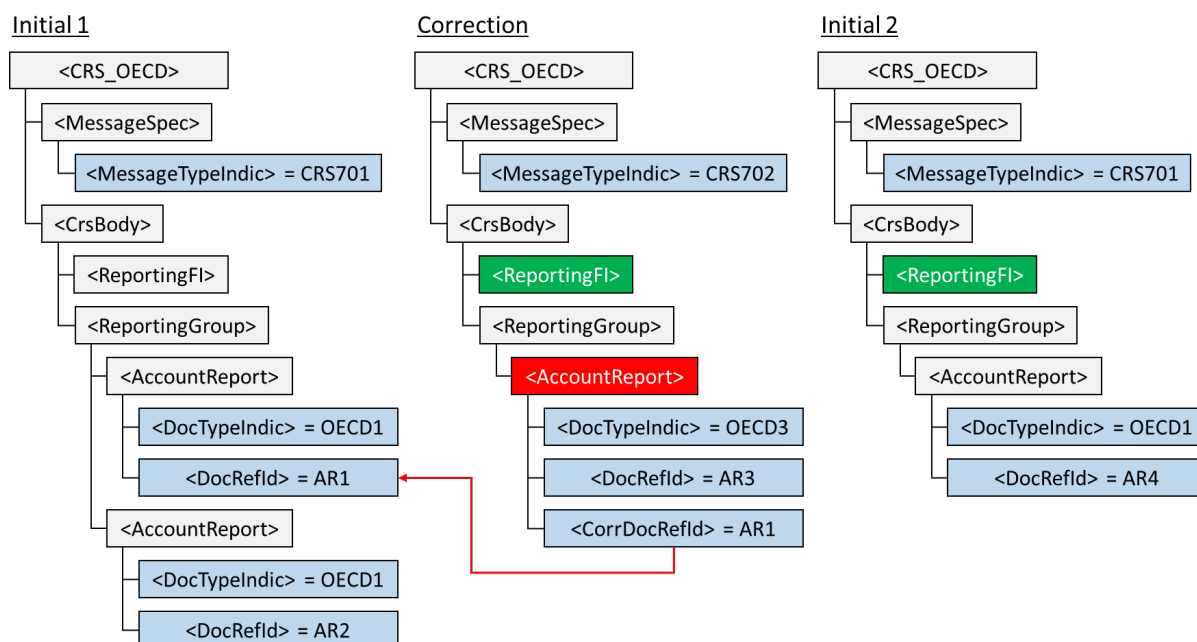 Initial 1
<CRS_OECD>
<MessageSpec>
<MessageTypeIndic> = CRS701
<CrsBody>
<ReportingFI>
<ReportingGroup>
<AccountReport>
<DocTypeIndic> = OECD1
<DocRefId> = AR1
<AccountReport>
<DocTypeIndic> = OECD1
<DocRefId> = AR2
Correction
<CRS_OECD>
<MessageSpec>
<MessageTypeIndic> = CRS702
<CrsBody>
<ReportingFI>
<ReportingGroup>
<AccountReport>
<DocTypeIndic> = OECD3
<DocRefId> = AR3
<CorrDocRefId> = AR1
Initial 2
<CRS_OECD>
<MessageSpec>
<MessageTypeIndic> = CRS701
<CrsBody>
<ReportingFI>
<ReportingGroup>
<AccountReport>
<DocTypeIndic> = OECD1
<DocRefId> = AR4